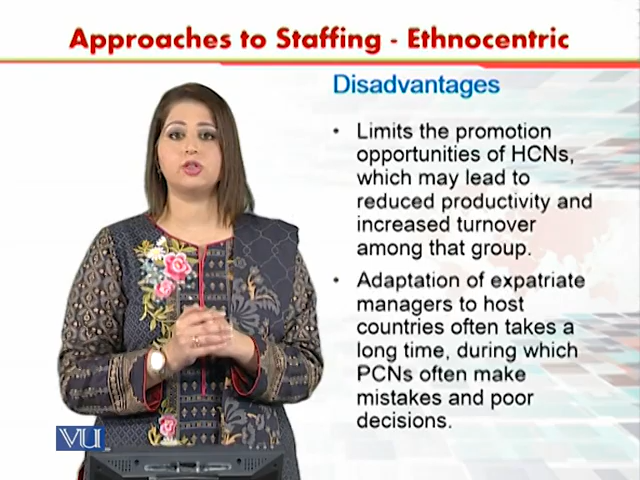 Approaches to Staffing - Ethnocentric
Disadvantages
• Limits the promotion
opportunities of HCNs,
which may lead to
reduced productivity and
increased turnover
among that group.
• Adaptation of expatriate
managers to host
countries often takes a
long time, during which
PCNs often make
mistakes and poor
decisions.
VU